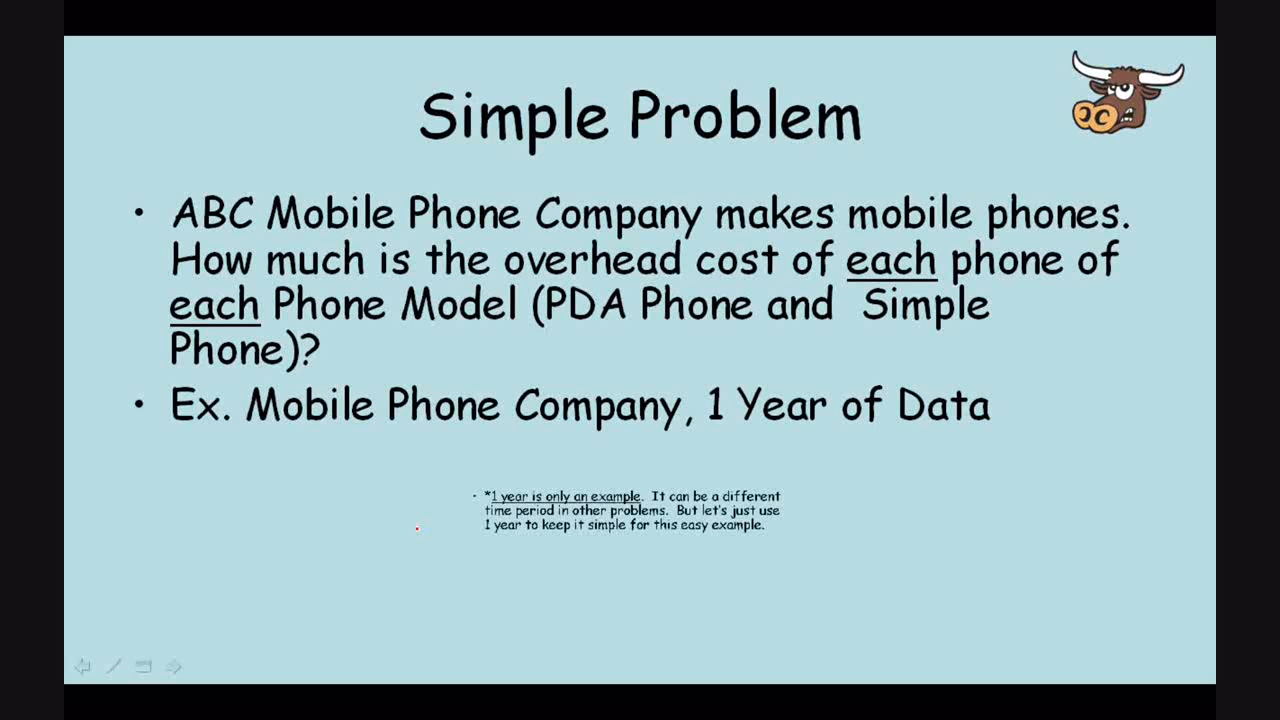 Simple Problem
• ABC Mobile Phone Company makes mobile phones.
How much is the overhead cost of each phone of
each Phone Model (PDA Phone and Simple
Phone)?
• Ex. Mobile Phone Company, 1 Year of Data
• *1 year is only an example. It can be a different
time period in other problems. But let's just use
1 year to keep it simple for this easy example.